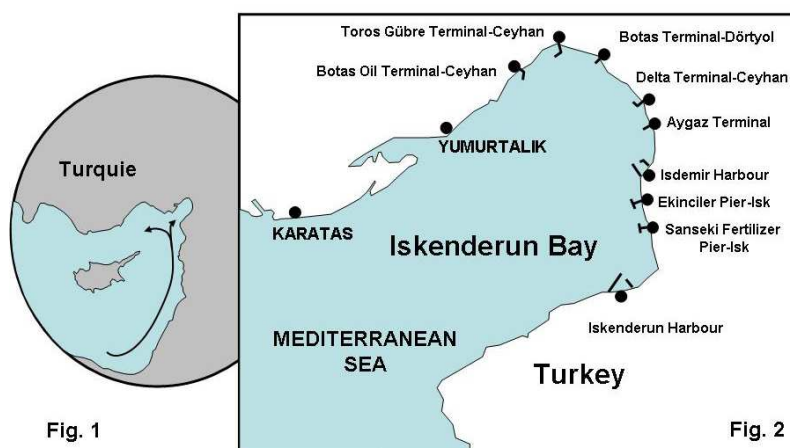 Turquie
Fig. 1
Toros Gübre Terminal-Ceyhan
Botas Terminal-Dörtyol
Botas Oil Terminal-Ceyhan
Delta Terminal-Ceyhan
Aygaz Terminal
YUMURTALIK
Isdemir Harbour
Ekinciler Pier-Isk
KARATAS
Sanseki Fertilizer
Pier-Isk
Iskenderun Bay
Iskenderun Harbour
MEDITERRANEAN
SEA
Turkey
Fig. 2